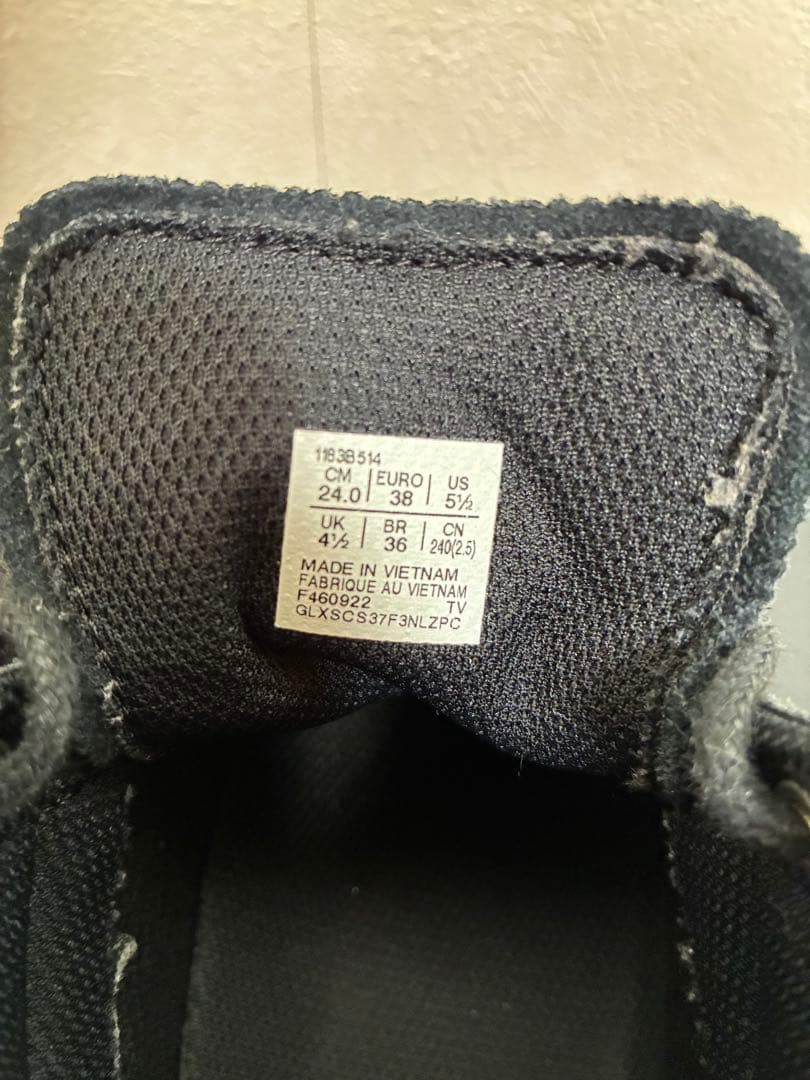 1183B514
CM | EURO | US
24.0 | 38 | 5½
UK | BR | CN
4½ | 36 | 240(2.5)
MADE IN VIETNAM
FABRIQUE AU VIETNAM
F460922 TV
GLXSCS37F3NLZPC